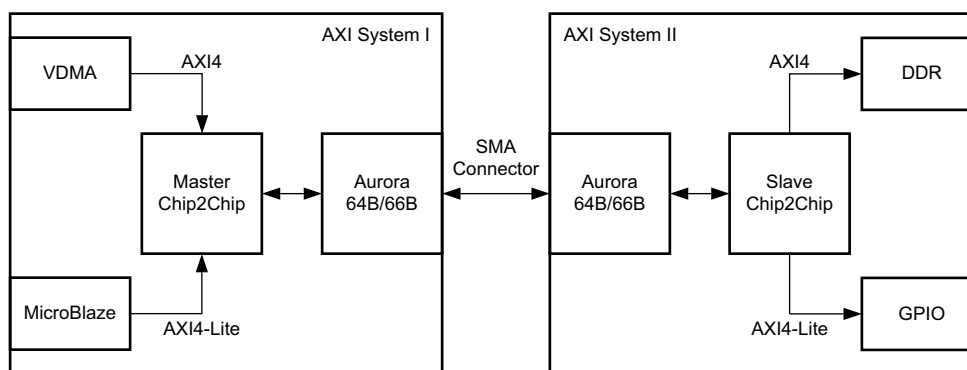 AXI System I
VDMA
AXI4
Master
Chip2Chip
Aurora
64B/66B
MicroBlaze
AXI4-Lite
SMA
Connector
AXI System II
Aurora
64B/66B
Slave
Chip2Chip
AXI4
DDR
AXI4-Lite
GPIO